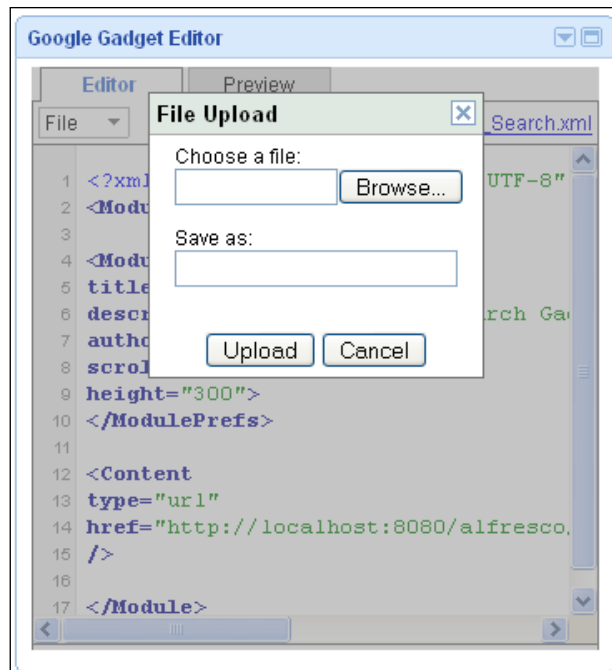 Google Gadget Editor
Editor Preview
File _Search.xml
File Upload
Choose a file:
Browse...
Save as:
Upload Cancel
1 <?xml UTF-8"
2 <Modu
3
4 <Modu
5 title
6 descr rch Ga
7 autho
8 scrol
9 height="300">
10 </ModulePrefs>
11
12 <Content
13 type="url"
14 href="http://localhost:8080/alfresco
15 />
16
17 </Module>